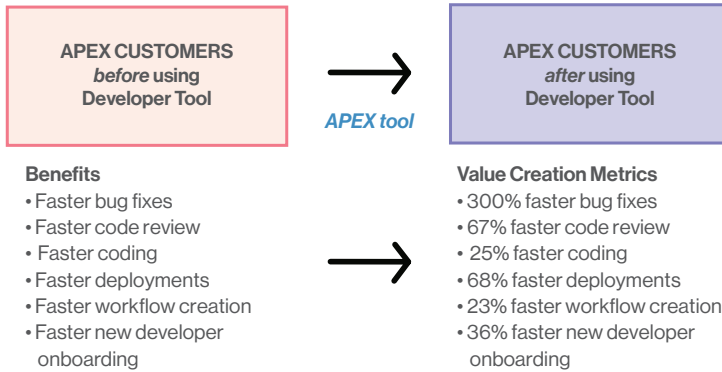 APEX CUSTOMERS
before using
Developer Tool
APEX tool
APEX CUSTOMERS
after using
Developer Tool
Benefits
• Faster bug fixes
• Faster code review
• Faster coding
• Faster deployments
• Faster workflow creation
• Faster new developer
onboarding
Value Creation Metrics
• 300% faster bug fixes
• 67% faster code review
• 25% faster coding
• 68% faster deployments
• 23% faster workflow creation
• 36% faster new developer
onboarding